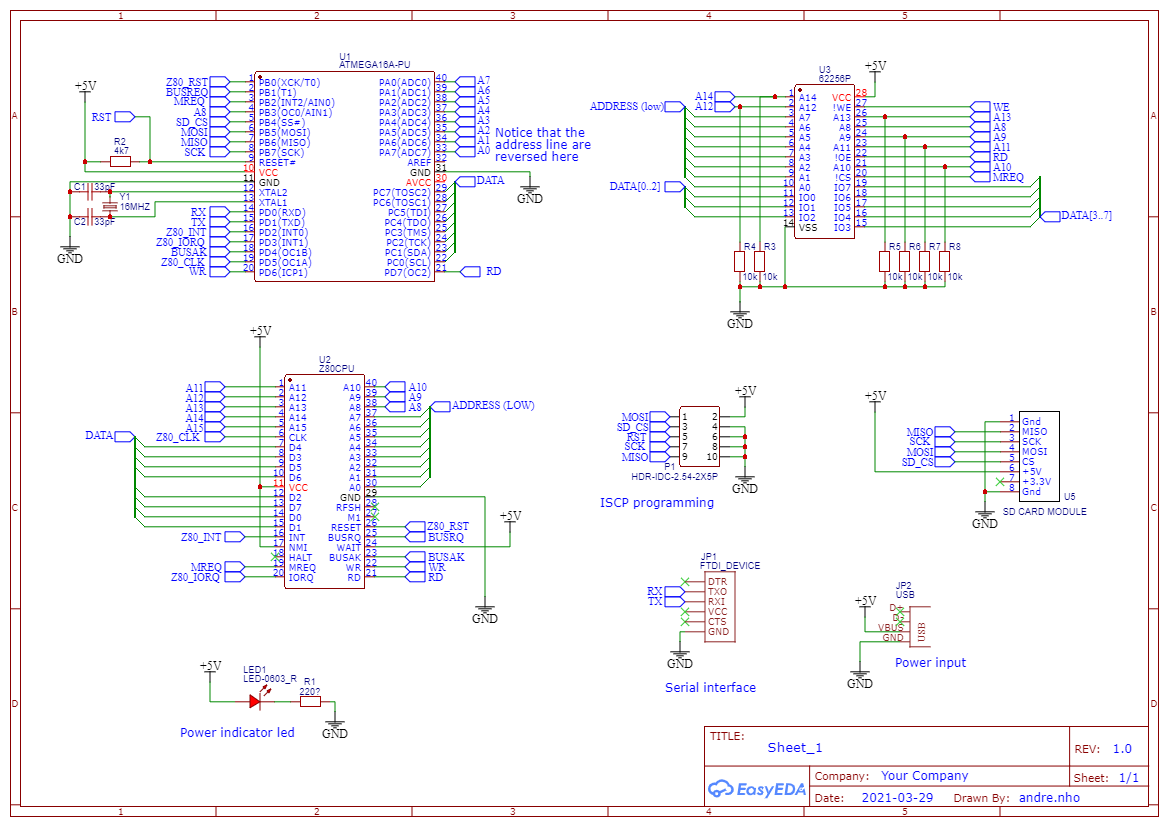 1 2 3 4 5
A
B
C
D
U1
ATMEGA16A-PU
+5V
RST
R2
4k7
Z80_RST
BUSREQ
MREQ
A8
SD_CS
MOSI
MISO
SCK
1 PB0(XCK/T0) PA0(ADC0) 40 A7
2 PB1(T1) PA1(ADC1) 39 A6
3 PB2(INT2/AIN0) PA2(ADC2) 38 A5
4 PB3(OC0/AIN1) PA3(ADC3) 37 A4
5 PB4(SS#) PA4(ADC4) 36 A3
6 PB5(MOSI) PA5(ADC5) 35 A2
7 PB6(MISO) PA6(ADC6) 34 A1
8 PB7(SCK) PA7(ADC7) 33 A0
9 RESET# AREF 32
10 VCC GND 31
11 GND AVCC 30
12 XTAL2 PC7(TOSC2) 29
13 XTAL1 PC6(TOSC1) 28
14 PD0(RXD) PC5(TDI) 27
15 PD1(TXD) PC4(TDO) 26
16 PD2(INT0) PC3(TMS) 25
17 PD3(INT1) PC2(TCK) 24
18 PD4(OC1B) PC1(SDA) 23
19 PD5(OC1A) PC0(SCL) 22
20 PD6(ICP1) PD7(OC2) 21 RD
C1 33pF
Y1
16MHZ
C2 33pF
GND
RX
TX
Z80_INT
Z80_IORQ
BUSAK
Z80_CLK
WR
Notice that the
address line are
reversed here
DATA
GND
U3
62256P
+5V
A14
A12
ADDRESS (low)
DATA[0..2]
1 A14 VCC 28
2 A12 !WE 27 WE
3 A7 A13 26 A13
4 A6 A8 25 A8
5 A5 A9 24 A9
6 A4 A11 23 A11
7 A3 !OE 22 RD
8 A2 A10 21 A10
9 A1 !CS 20 MREQ
10 A0 IO7 19
11 IO0 IO6 18
12 IO1 IO5 17
13 IO2 IO4 16
14 VSS IO3 15
DATA[3..7]
R4 R3 R5 R6 R7 R8
10k 10k 10k 10k 10k 10k
GND
+5V
U2
Z80CPU
A11
A12
A13
A14
A15
Z80_CLK
DATA
1 A11 A10 40 A10
2 A12 A9 39 A9
3 A13 A8 38 A8
4 A14 A7 37
5 A15 A6 36
6 CLK A5 35
7 D4 A4 34
8 D3 A3 33
9 D5 A2 32
10 D6 A1 31
11 VCC A0 30
12 D2 GND 29
13 D7 RFSH 28
14 D0 M1 27
15 D1 RESET 26 Z80_RST
16 INT BUSRQ 25 BUSRQ
17 NMI WAIT 24
18 HALT BUSAK 23 BUSAK
19 MREQ WR 22 WR
20 IORQ RD 21 RD
ADDRESS (LOW)
Z80_INT
MREQ
Z80_IORQ
+5V
GND
+5V
MOSI 1 2
SD_CS 3 4
RST 5 6
SCK 7 8
MISO 9 10
P1
HDR-IDC-2.54-2X5P
GND
ISCP programming
+5V
MISO
SCK
MOSI
SD_CS
1 Gnd
2 MISO
3 SCK
4 MOSI
5 CS
6 +5V
7 +3.3V
8 Gnd
U5
SD CARD MODULE
GND
JP1
FTDI_DEVICE
RX
TX
DTR
TXO
RXI
VCC
CTS
GND
GND
Serial interface
JP2
USB
+5V
D+
D-
VBUS
GND
USB
GND
Power input
+5V
LED1
LED-0603_R
R1
220?
GND
Power indicator led
TITLE:
Sheet_1
REV: 1.0
EasyEDA
Company: Your Company
Sheet: 1/1
Date: 2021-03-29 Drawn By: andre.nho
A
B
C
D
1 2 3 4 5